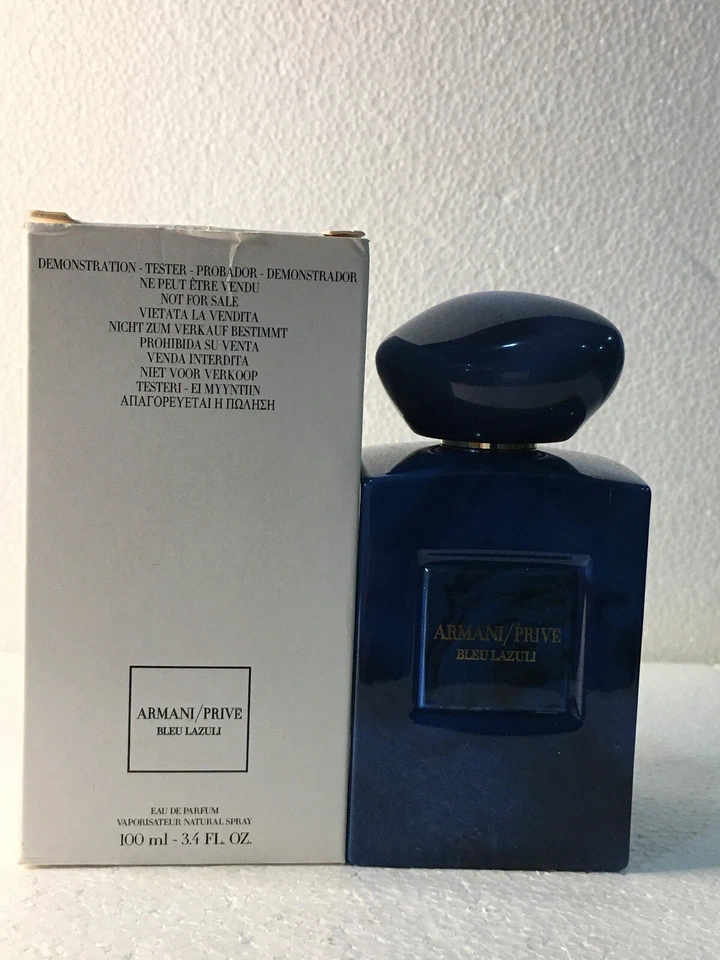 DEMONSTRATION - TESTER - PROBADOR - DEMONSTRADOR
NE PEUT ÊTRE VENDU
NOT FOR SALE
VIETATA LA VENDITA
NICHT ZUM VERKAUF BESTIMMT
PROHIBIDA SU VENTA
VENDA INTERDITA
NIET VOOR VERKOOP
TESTERI - EI MYYNTIIN
ΑΠΑΓΟΡΕΥΕΤΑΙ Η ΠΩΛΗΣΗ
ARMANI/PRIVE
BLEU LAZULI
EAU DE PARFUM
VAPORISATEUR NATURAL SPRAY
100 ml - 3.4 FL. OZ.
ARMANI/PRIVE
BLEU LAZULI